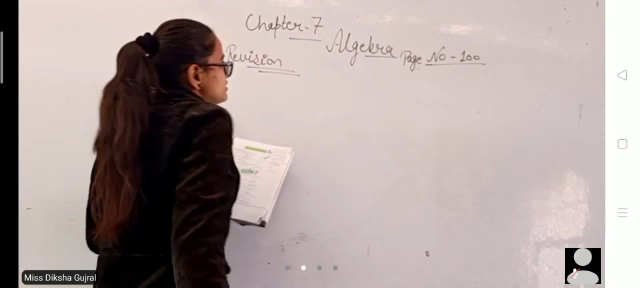 Chapter-7
Revision Algebra Page No - 100
Miss Diksha Gujral